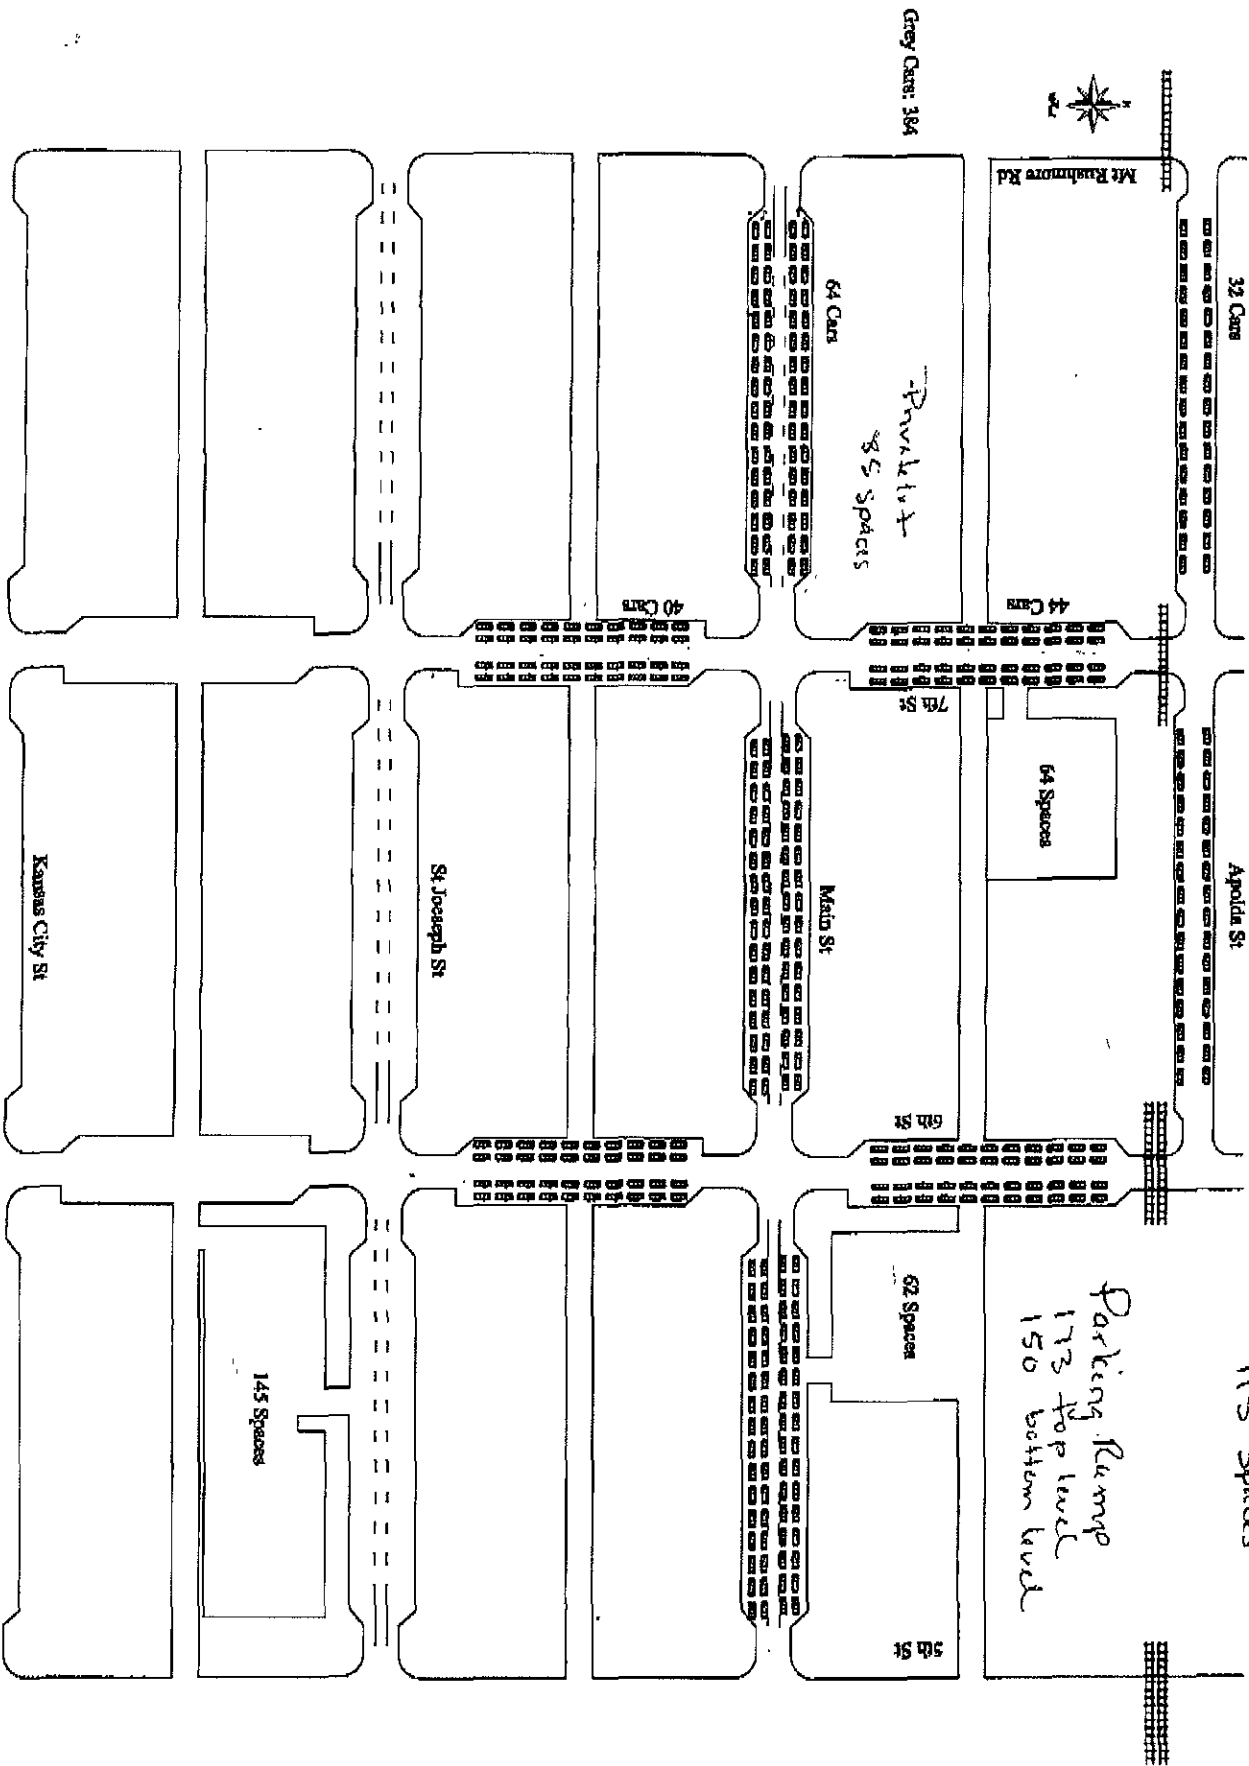 32 Cars
Apolda St
Mt Rushmore Rd
44 Cars
7th St
64 Spaces
6th St
Parking Ramp
173 top level
150 bottom level
Grey Cars: 384
85 Spaces
62 Spaces
5th St
64 Cars
Main St
40 Cars
St Joeseph St
145 Spaces
Kansas City St